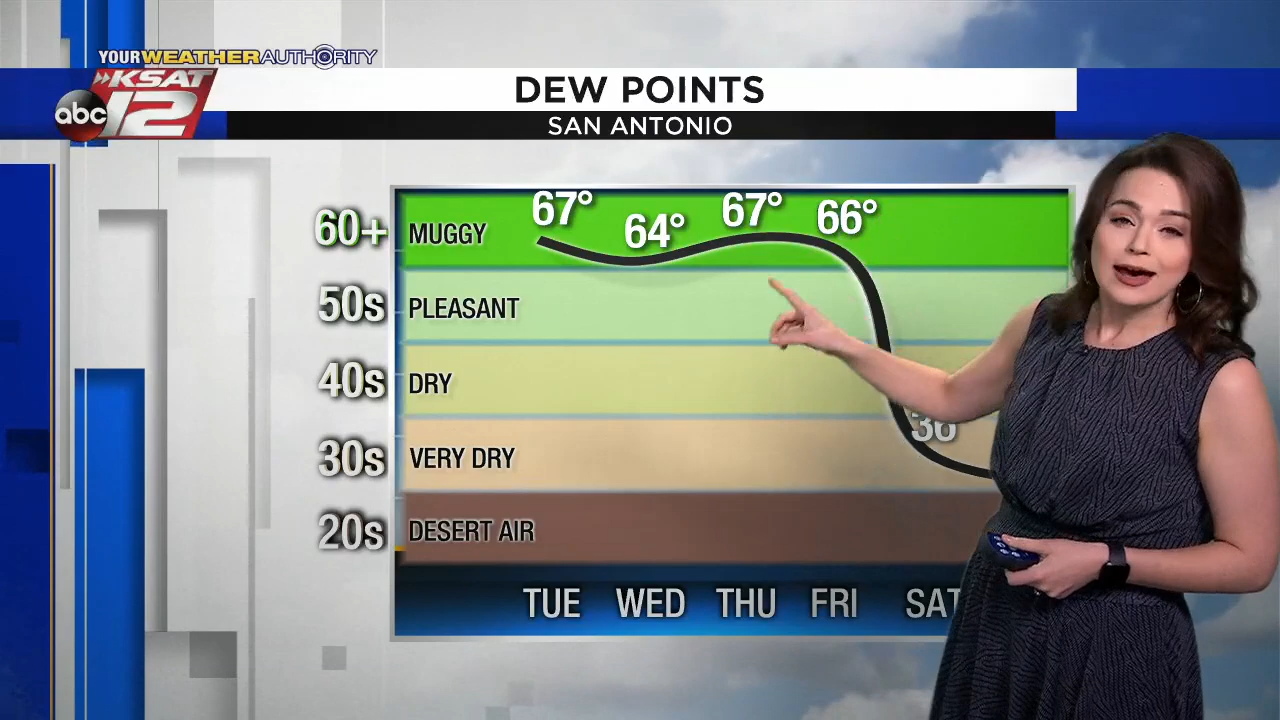 YOUR WEATHER AUTHORITY
KSAT
abc 12
DEW POINTS
SAN ANTONIO
67° 64° 67° 66°
60+ MUGGY
50s PLEASANT
40s DRY
30s VERY DRY
20s DESERT AIR
TUE WED THU FRI SAT